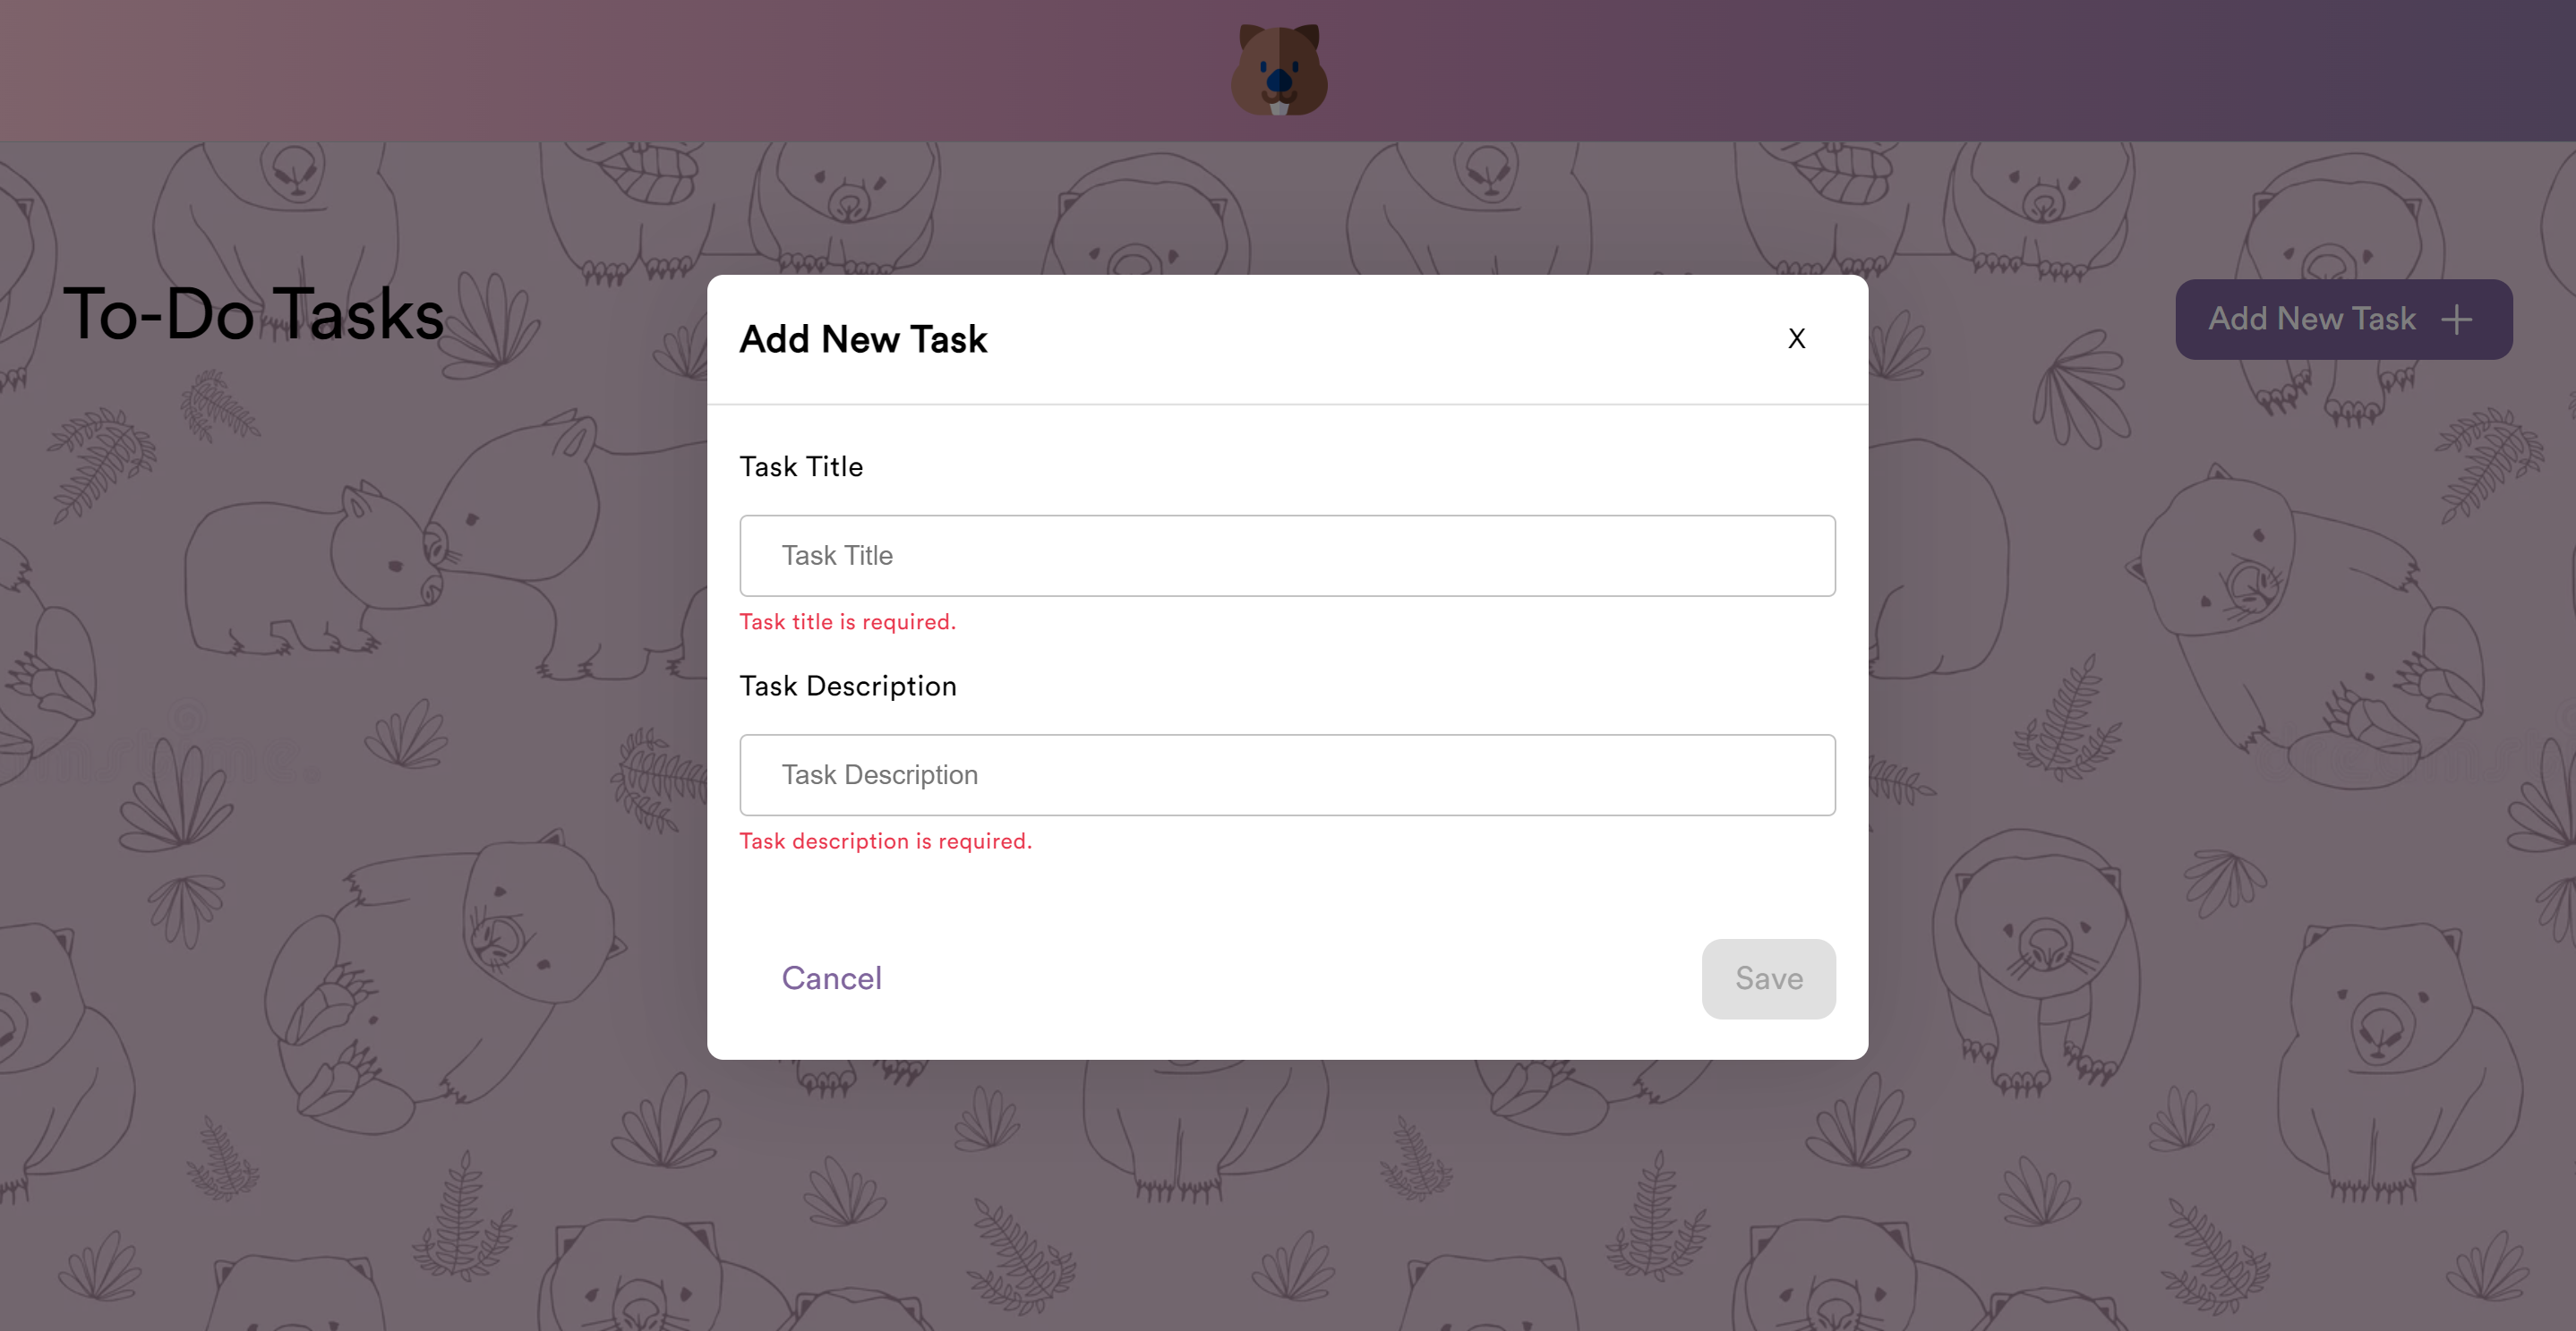 To-Do Tasks
Add New Task
Add New Task
X
Task Title
Task Title
Task title is required.
Task Description
Task Description
Task description is required.
Cancel
Save